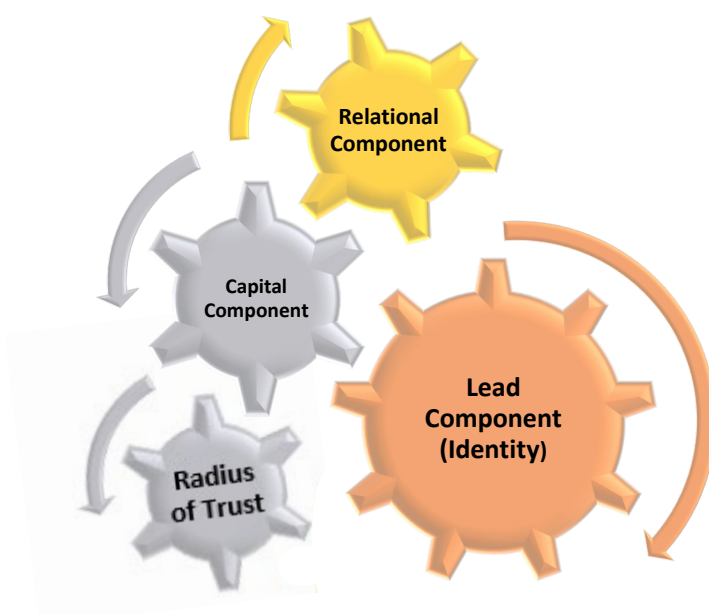 Relational
Component
Capital
Component
Lead
Component
(Identity)
Radius
of Trust